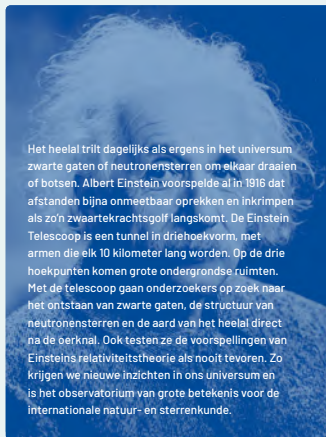 Het heelal trilt dagelijks als ergens in het universum
zwarte gaten of neutronensterren om elkaar draaien
of botsen. Albert Einstein voorspelde al in 1916 dat
afstanden bijna onmeetbaar oprekken en inkrimpen
als zo'n zwaartekrachtsgolf langskomt. De Einstein
Telescoop is een tunnel in driehoekvorm, met
armen die elk 10 kilometer lang worden. Op de drie
hoekpunten komen grote ondergrondse ruimten.
Met de telescoop gaan onderzoekers op zoek naar
het ontstaan van zwarte gaten, de structuur van
neutronensterren en de aard van het heelal direct
na de oerknal. Ook testen ze de voorspellingen van
Einsteins relativiteitstheorie als nooit tevoren. Zo
krijgen we nieuwe inzichten in ons universum en
is het observatorium van grote betekenis voor de
internationale natuur- en sterrenkunde.